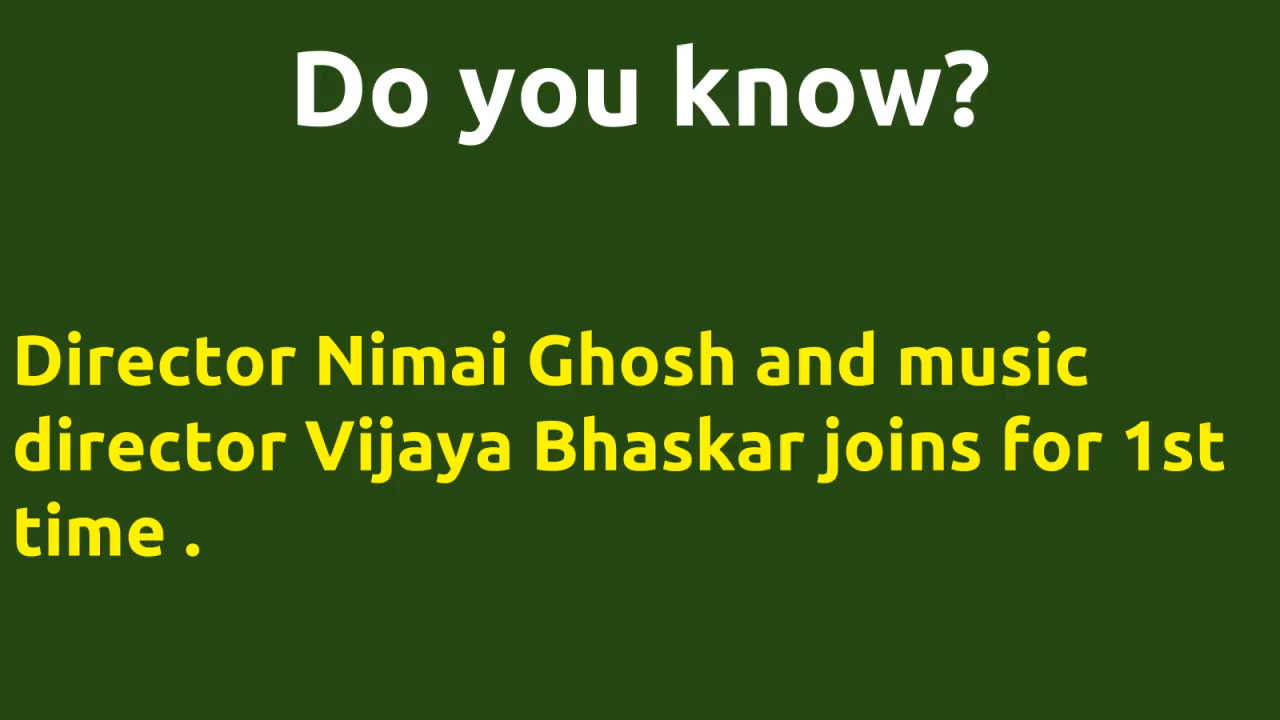 Do you know?
Director Nimai Ghosh and music
director Vijaya Bhaskar joins for 1st
time .